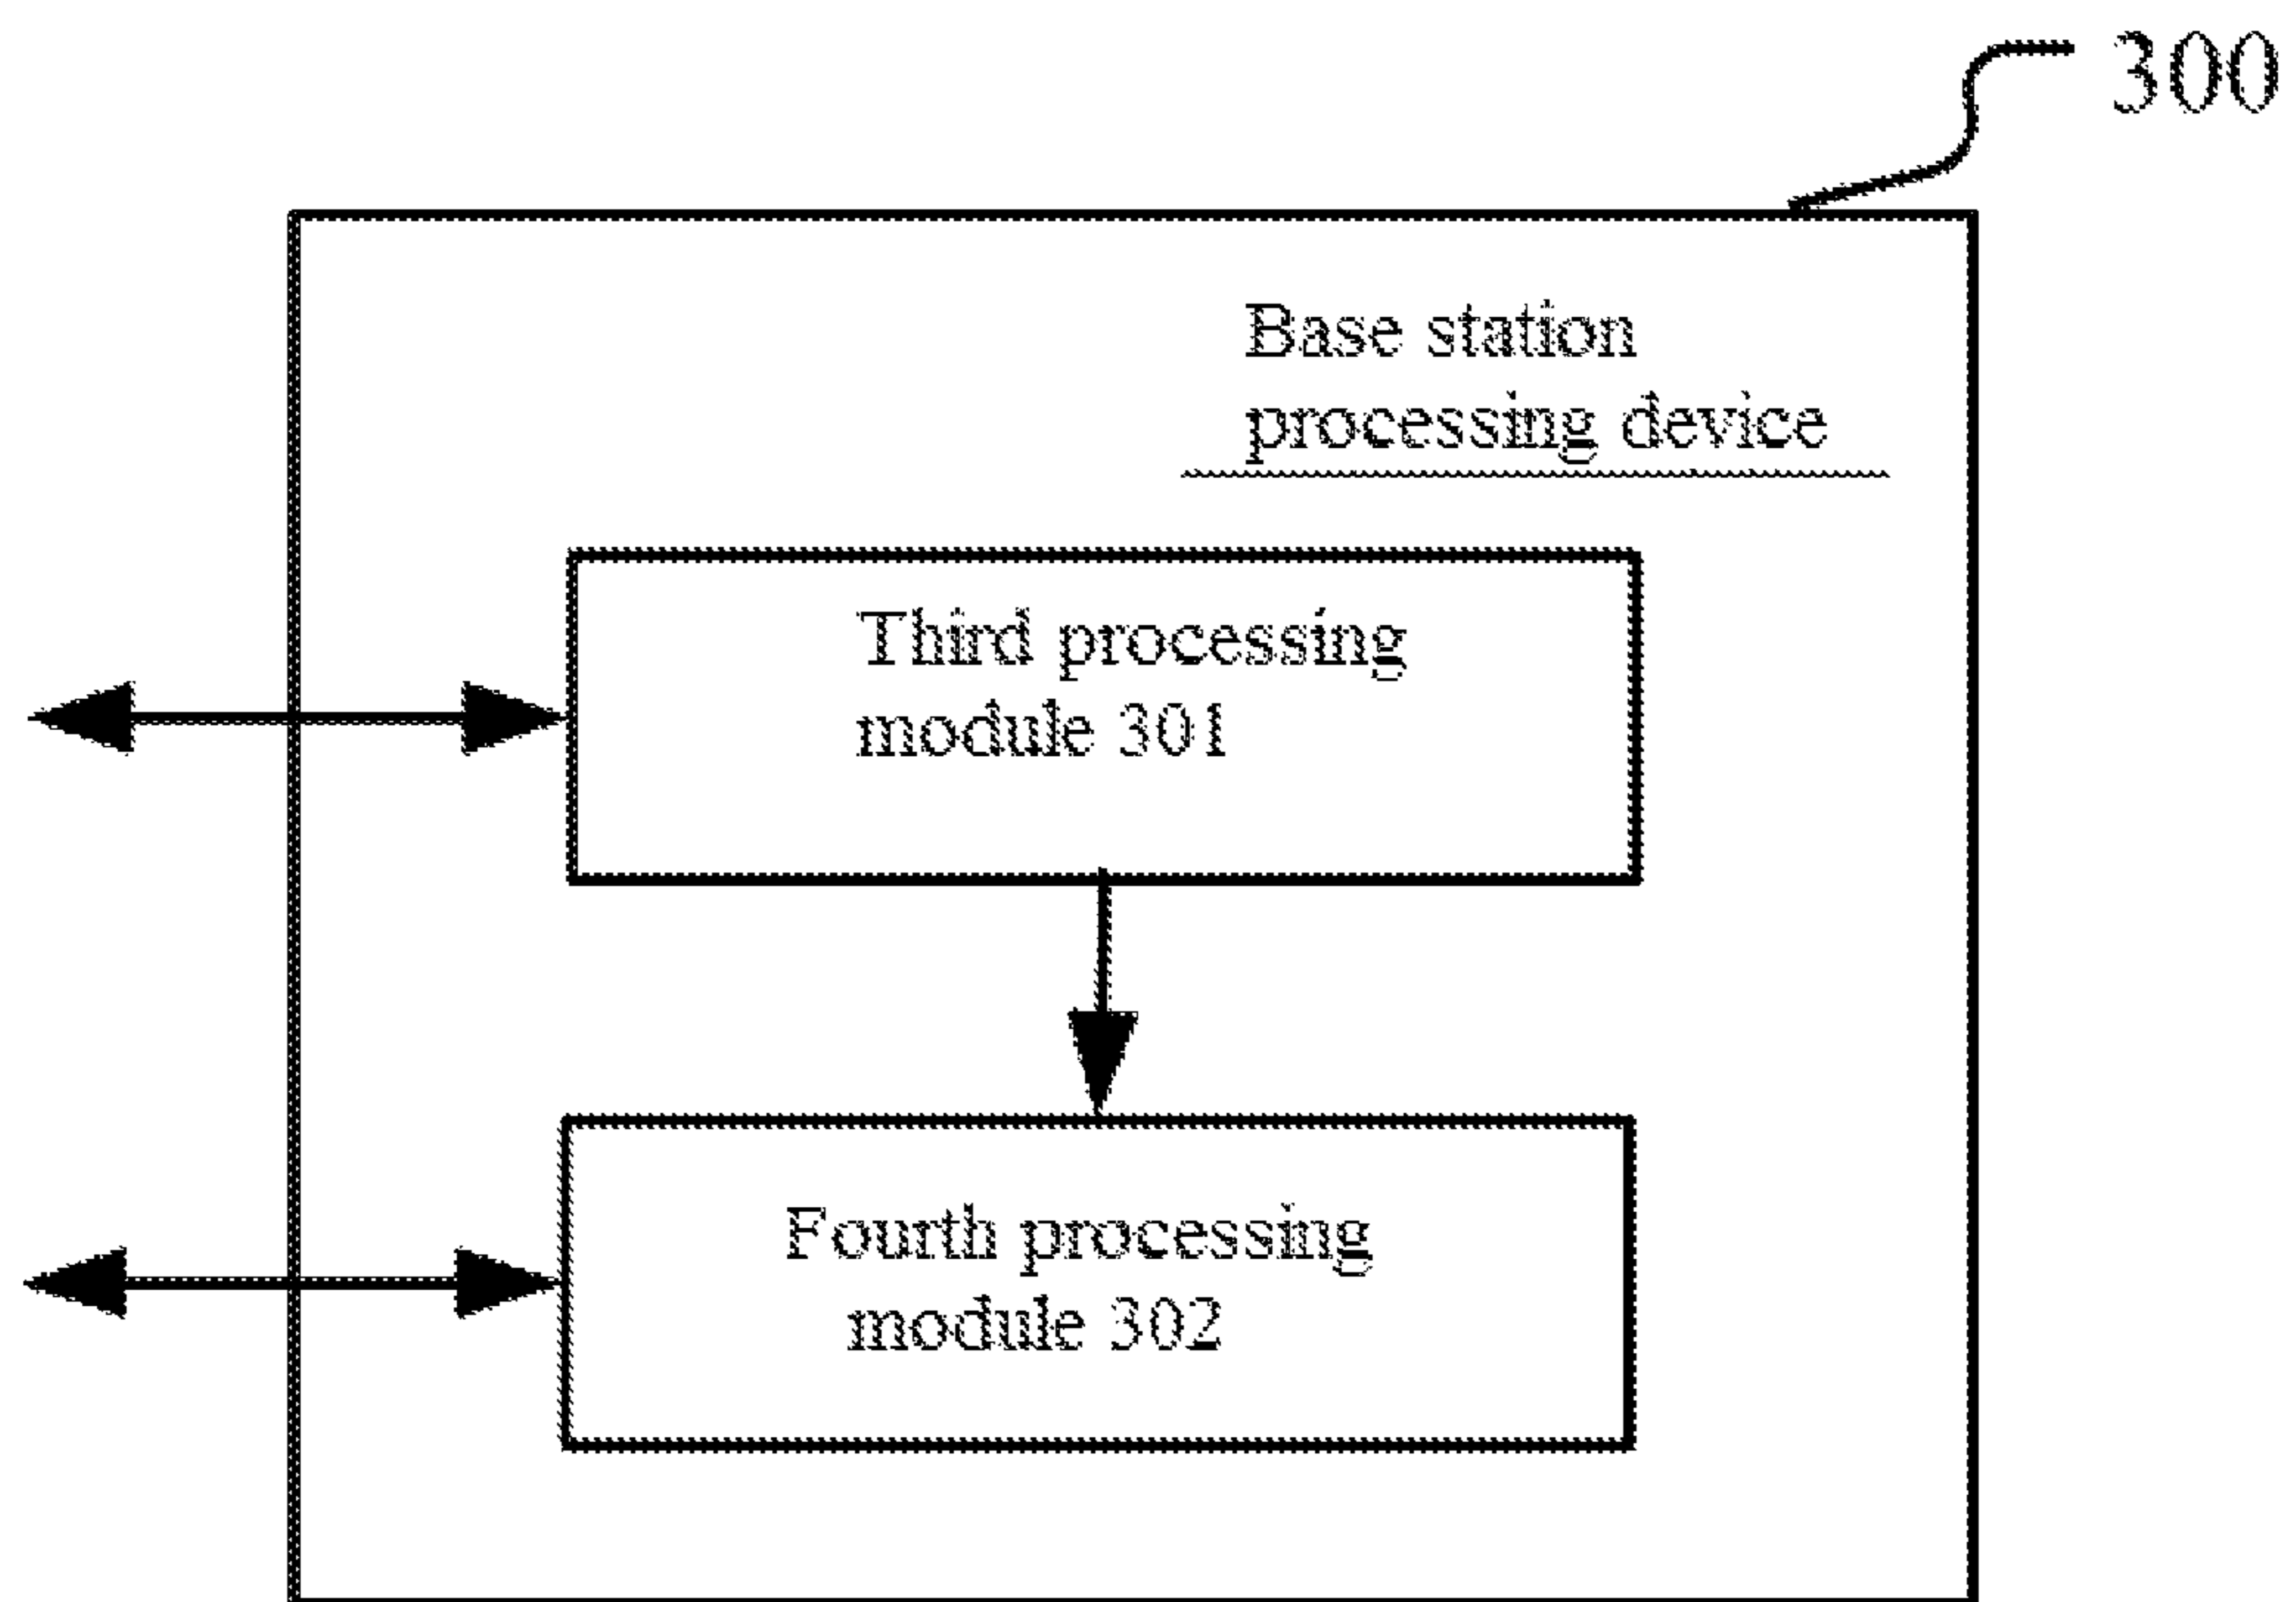 300
Base station
processing device
Third processing
module 301
Fourth processing
module 302